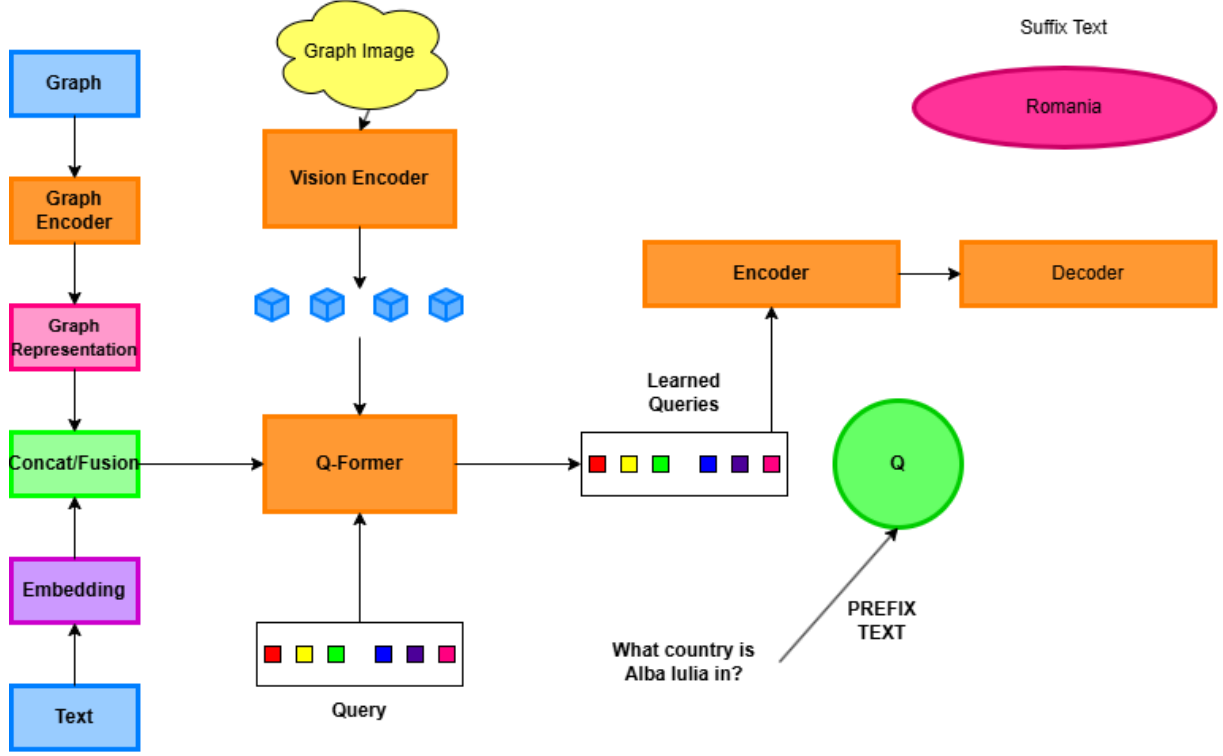 Graph
Graph
Encoder
Graph
Representation
Concat/Fusion
Embedding
Text
Graph Image
Vision Encoder
Q-Former
Query
Learned
Queries
Encoder
Decoder
Suffix Text
Romania
Q
PREFIX
TEXT
What country is
Alba Iulia in?